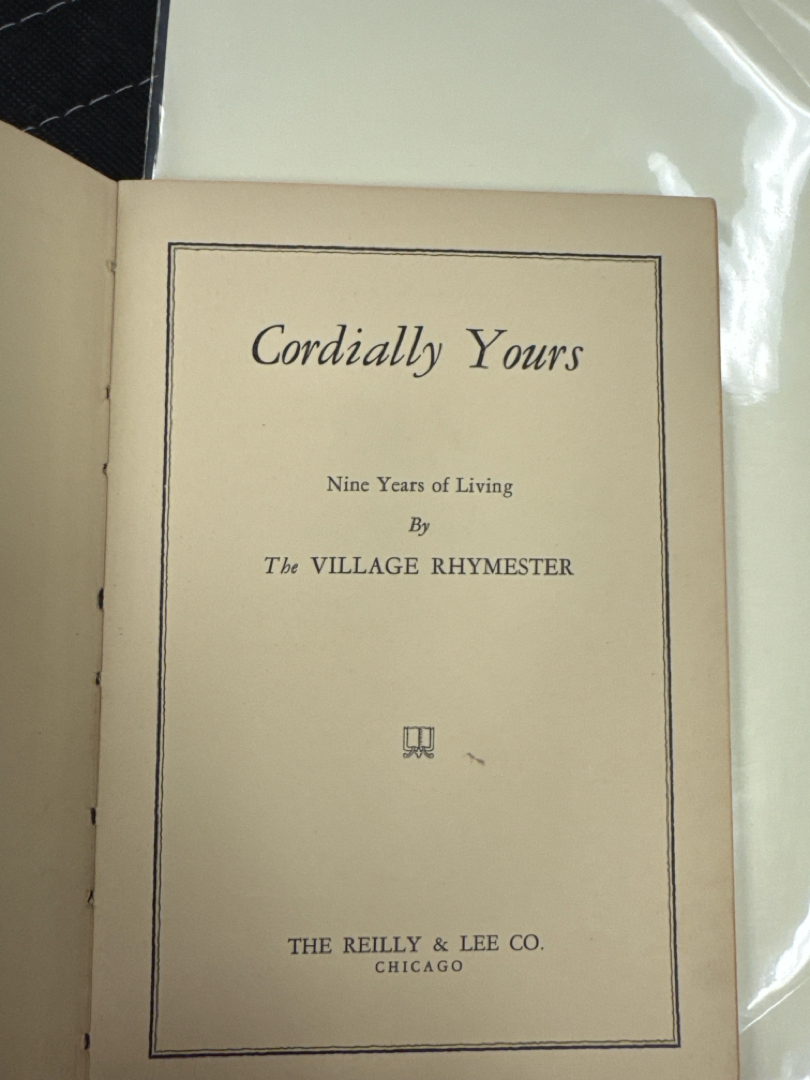 Cordially Yours
Nine Years of Living
By
The VILLAGE RHYMESTER
THE REILLY & LEE CO.
CHICAGO